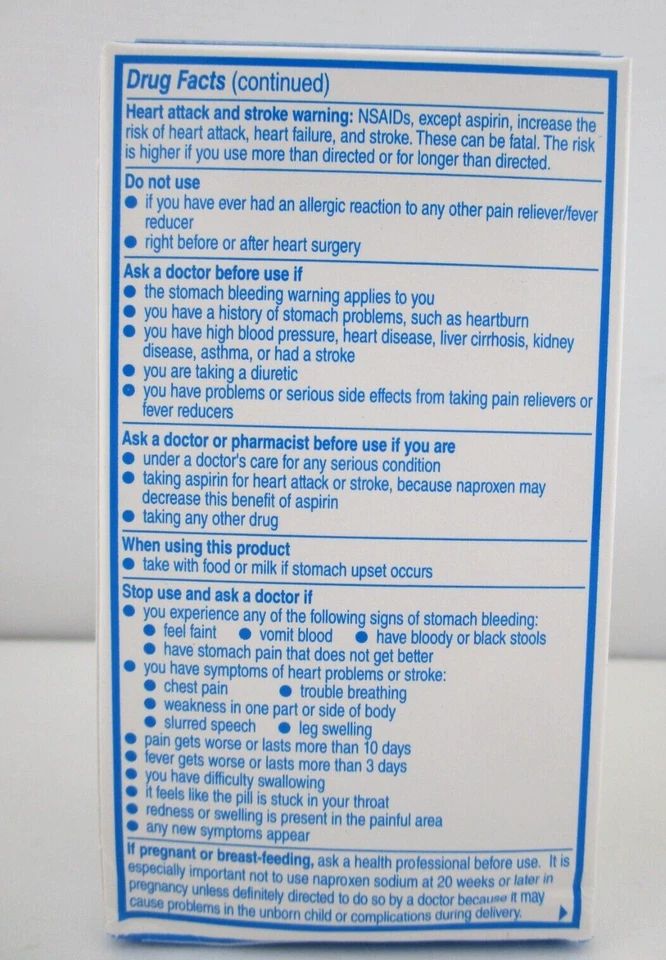 Drug Facts (continued)
Heart attack and stroke warning: NSAIDs, except aspirin, increase the
risk of heart attack, heart failure, and stroke. These can be fatal. The risk
is higher if you use more than directed or for longer than directed.
Do not use
● if you have ever had an allergic reaction to any other pain reliever/fever
reducer
● right before or after heart surgery
Ask a doctor before use if
● the stomach bleeding warning applies to you
● you have a history of stomach problems, such as heartburn
● you have high blood pressure, heart disease, liver cirrhosis, kidney
disease, asthma, or had a stroke
● you are taking a diuretic
● you have problems or serious side effects from taking pain relievers or
fever reducers
Ask a doctor or pharmacist before use if you are
● under a doctor's care for any serious condition
● taking aspirin for heart attack or stroke, because naproxen may
decrease this benefit of aspirin
● taking any other drug
When using this product
● take with food or milk if stomach upset occurs
Stop use and ask a doctor if
● you experience any of the following signs of stomach bleeding:
● feel faint ● vomit blood ● have bloody or black stools
● have stomach pain that does not get better
● you have symptoms of heart problems or stroke:
● chest pain ● trouble breathing
● weakness in one part or side of body
● slurred speech ● leg swelling
● pain gets worse or lasts more than 10 days
● fever gets worse or lasts more than 3 days
● you have difficulty swallowing
● it feels like the pill is stuck in your throat
● redness or swelling is present in the painful area
● any new symptoms appear
If pregnant or breast-feeding, ask a health professional before use. It is
especially important not to use naproxen sodium at 20 weeks or later in
pregnancy unless definitely directed to do so by a doctor because it may
cause problems in the unborn child or complications during delivery.